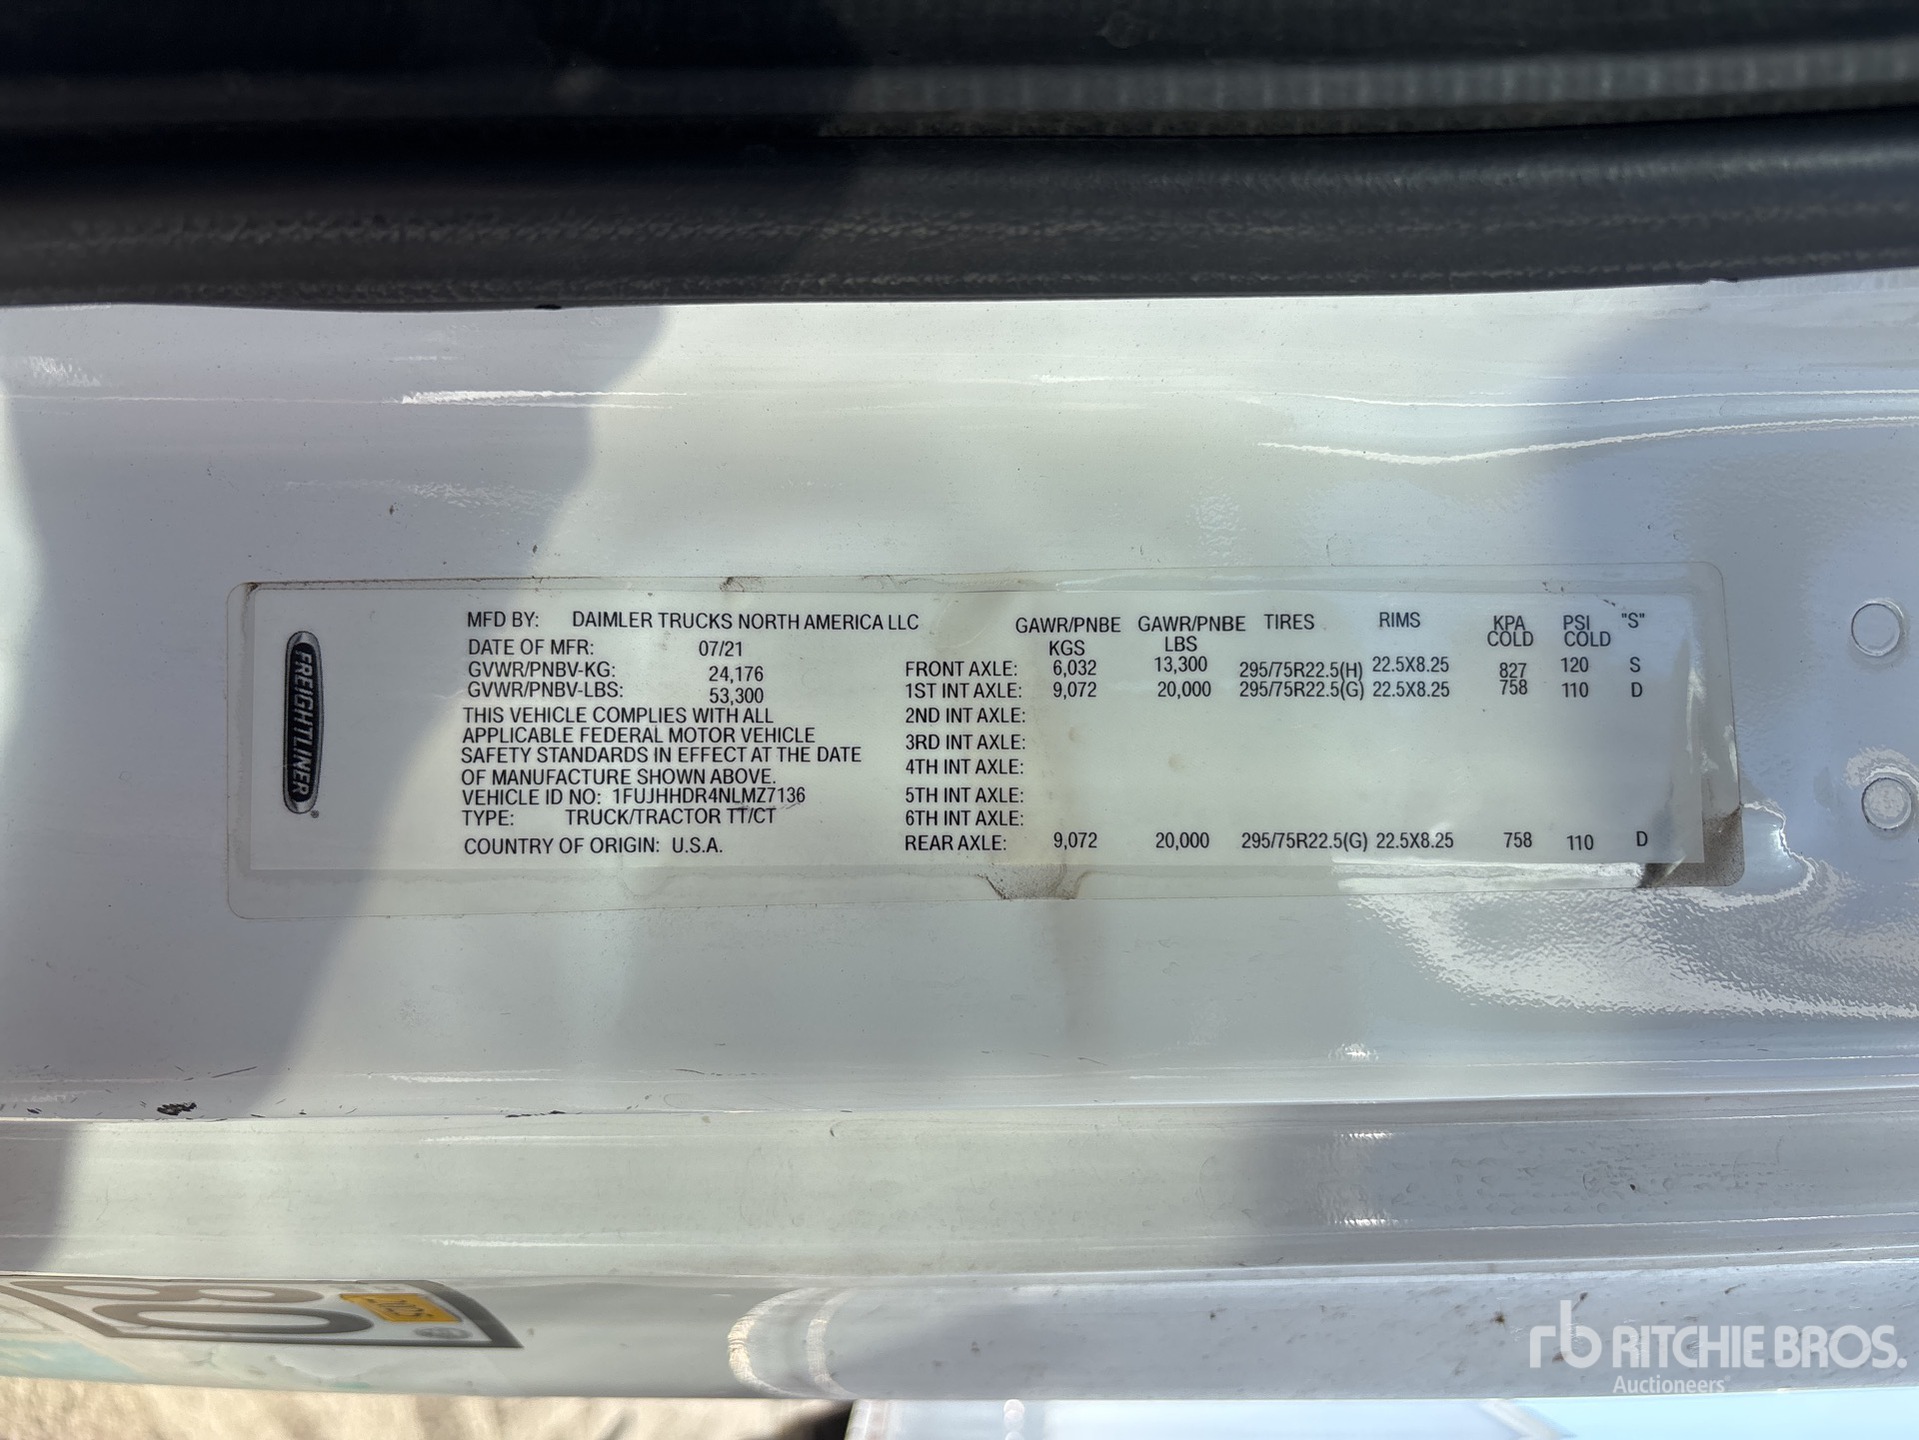 FREIGHTLINER
MFD BY: DAIMLER TRUCKS NORTH AMERICA LLC
DATE OF MFR: 07/21
GVWR/PNBV-KG: 24,176
GVWR/PNBV-LBS: 53,300
THIS VEHICLE COMPLIES WITH ALL
APPLICABLE FEDERAL MOTOR VEHICLE
SAFETY STANDARDS IN EFFECT AT THE DATE
OF MANUFACTURE SHOWN ABOVE.
VEHICLE ID NO: 1FUJHHDR4NLMZ7136
TYPE: TRUCK/TRACTOR TT/CT
COUNTRY OF ORIGIN: U.S.A.
GAWR/PNBE KGS GAWR/PNBE LBS TIRES RIMS KPA COLD PSI COLD "S"
FRONT AXLE: 6,032 13,300 295/75R22.5(H) 22.5X8.25 827 120 S
1ST INT AXLE: 9,072 20,000 295/75R22.5(G) 22.5X8.25 758 110 D
2ND INT AXLE:
3RD INT AXLE:
4TH INT AXLE:
5TH INT AXLE:
6TH INT AXLE:
REAR AXLE: 9,072 20,000 295/75R22.5(G) 22.5X8.25 758 110 D
80
rb RITCHIE BROS.
Auctioneers